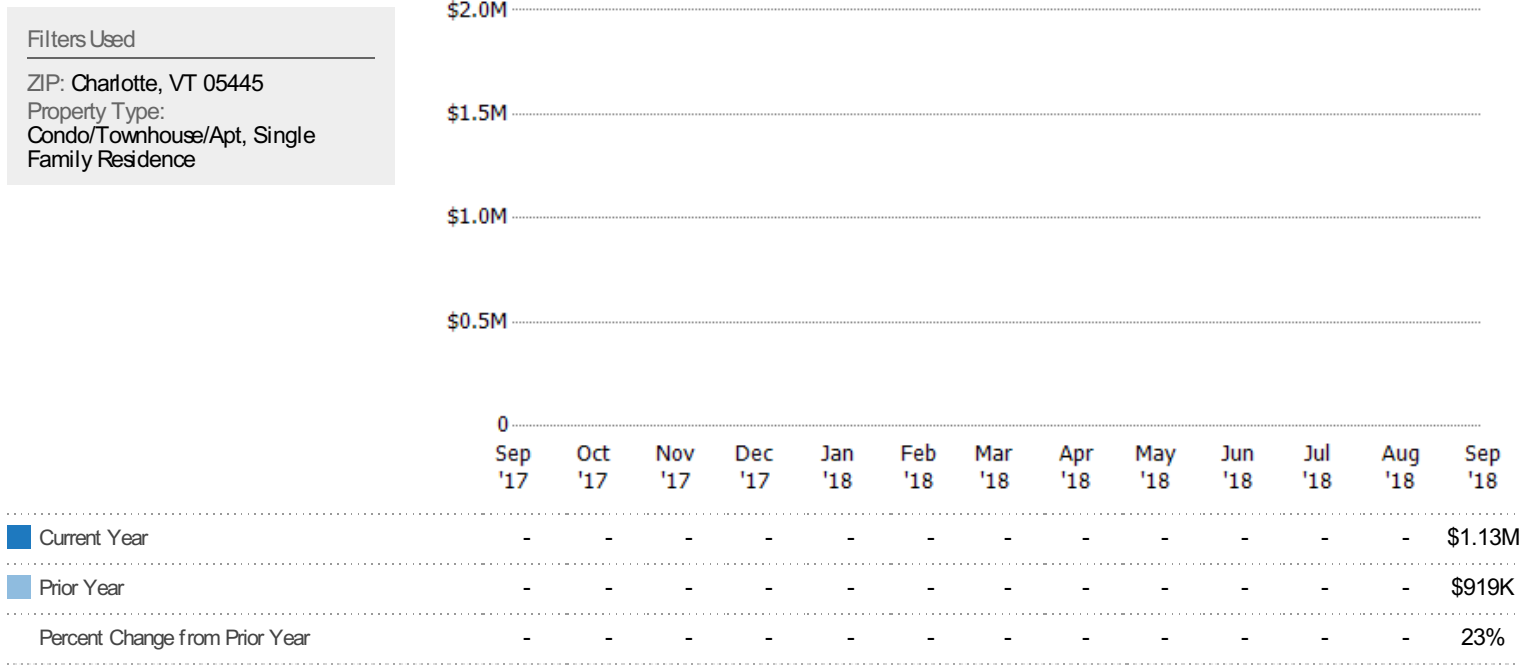 Filters Used
ZIP: Charlotte, VT 05445
Property Type:
Condo/Townhouse/Apt, Single
Family Residence
$2.0M
$1.5M
$1.0M
$0.5M
0
Sep Oct Nov Dec Jan Feb Mar Apr May Jun Jul Aug Sep
'17 '17 '17 '17 '18 '18 '18 '18 '18 '18 '18 '18 '18
Current Year - - - - - - - - - - - - $1.13M
Prior Year - - - - - - - - - - - - $919K
Percent Change from Prior Year - - - - - - - - - - - - 23%